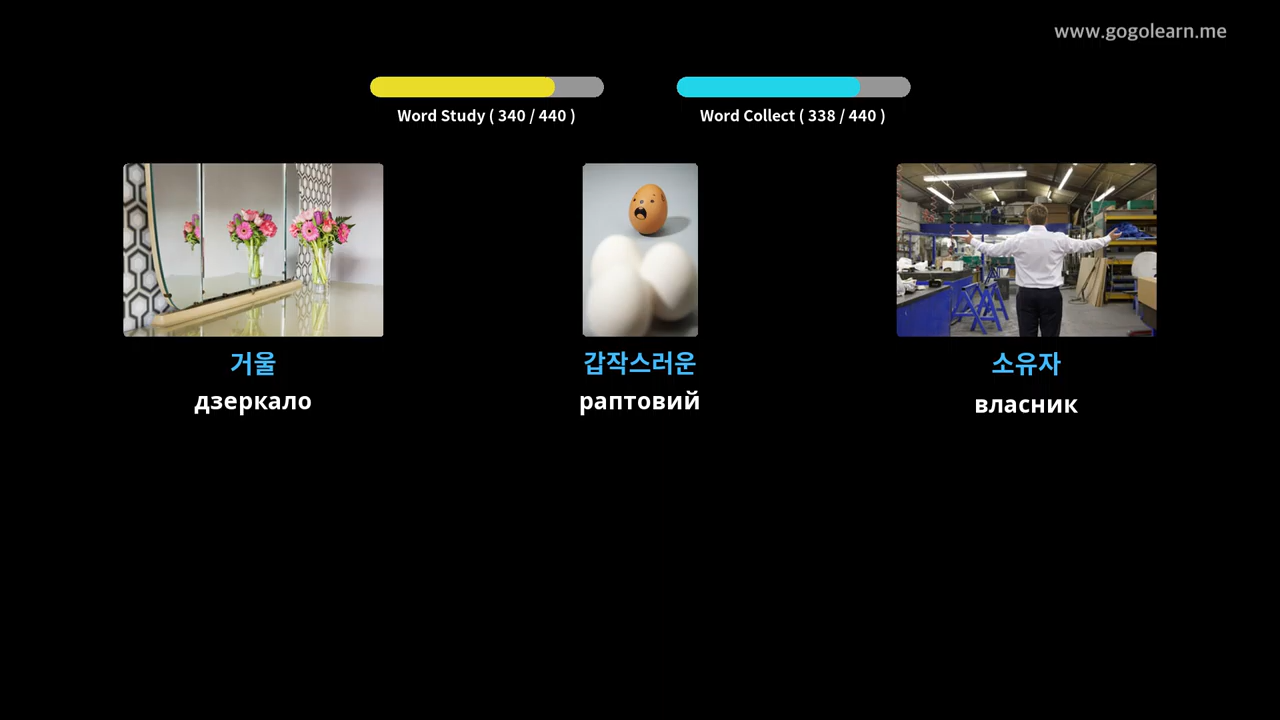 www.gogolearn.me
Word Study ( 340 / 440 )
Word Collect ( 338 / 440 )
거울
갑작스러운
소유자
дзеркало
раптовий
власник